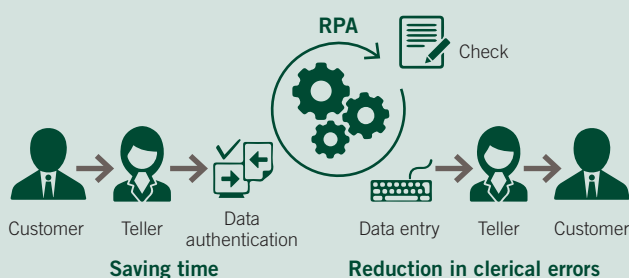 RPA
Check
Customer
Teller
Data
authentication
Data entry
Teller
Customer
Saving time
Reduction in clerical errors